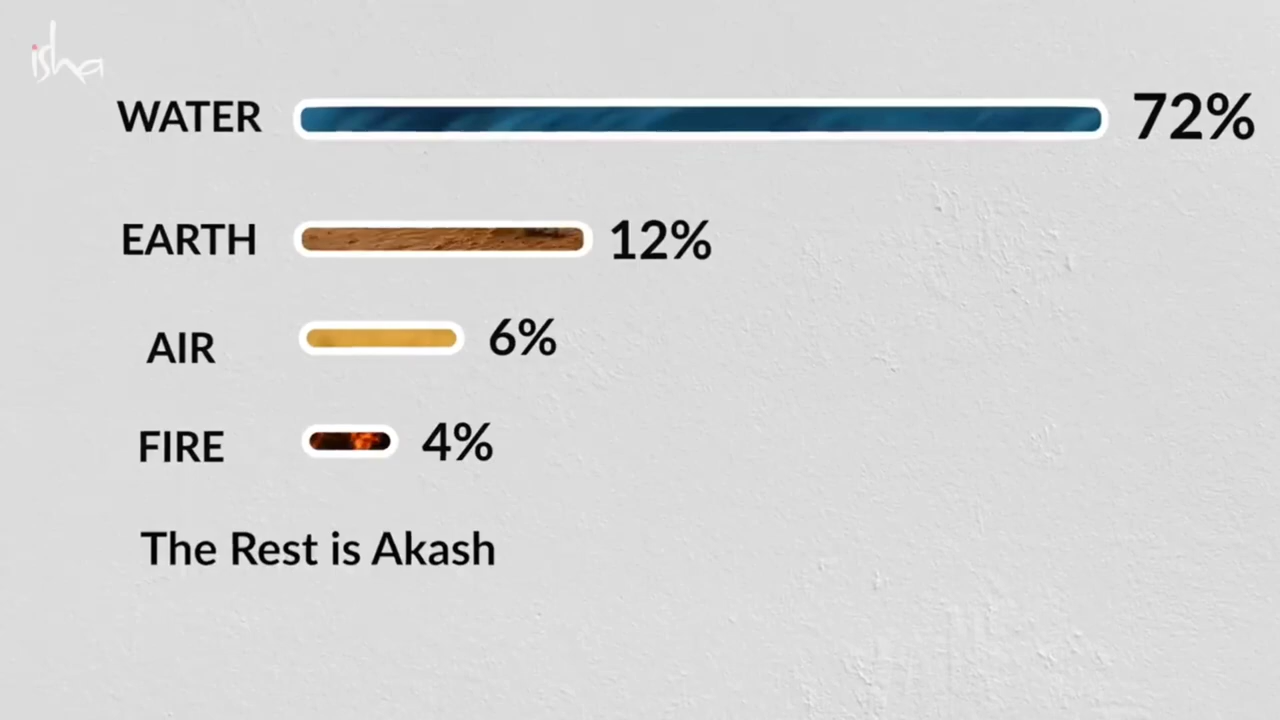 isha
WATER 72%
EARTH 12%
AIR 6%
FIRE 4%
The Rest is Akash